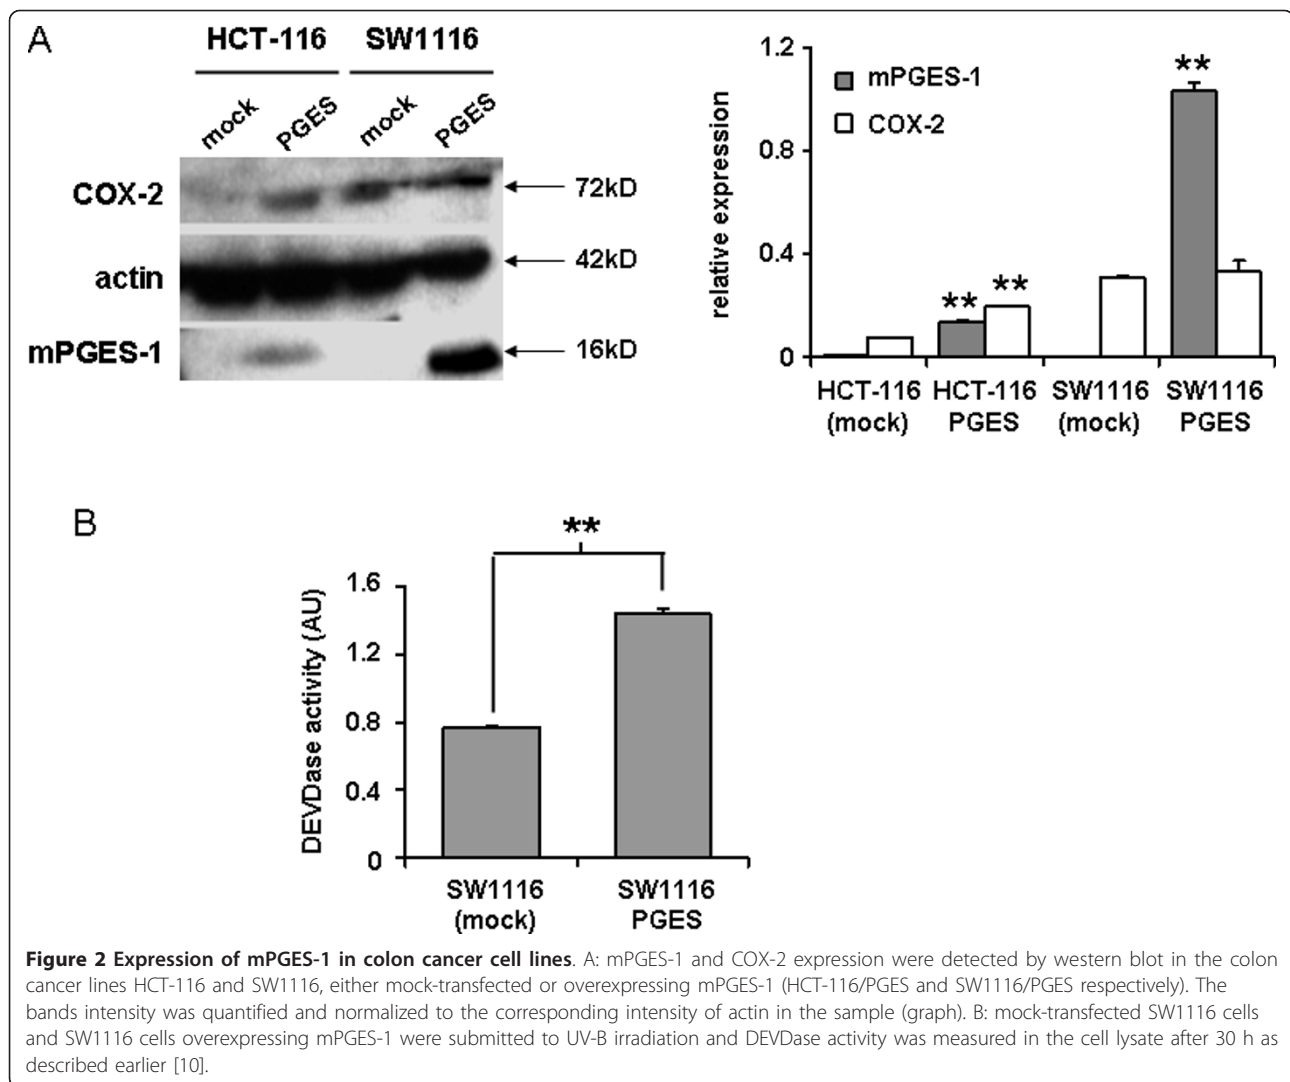 A
HCT-116 SW1116
mock PGES mock PGES
COX-2
72kD
actin
42kD
mPGES-1
16kD
relative expression
1.2
0.8
0.4
0
mPGES-1
COX-2
**
** **
HCT-116 HCT-116 SW1116 SW1116
(mock) PGES (mock) PGES
B
**
DEVDase activity (AU)
1.6
1.2
0.8
0.4
0
SW1116 SW1116
(mock) PGES
Figure 2 Expression of mPGES-1 in colon cancer cell lines. A: mPGES-1 and COX-2 expression were detected by western blot in the colon
cancer lines HCT-116 and SW1116, either mock-transfected or overexpressing mPGES-1 (HCT-116/PGES and SW1116/PGES respectively). The
bands intensity was quantified and normalized to the corresponding intensity of actin in the sample (graph). B: mock-transfected SW1116 cells
and SW1116 cells overexpressing mPGES-1 were submitted to UV-B irradiation and DEVDase activity was measured in the cell lysate after 30 h as
described earlier [10].